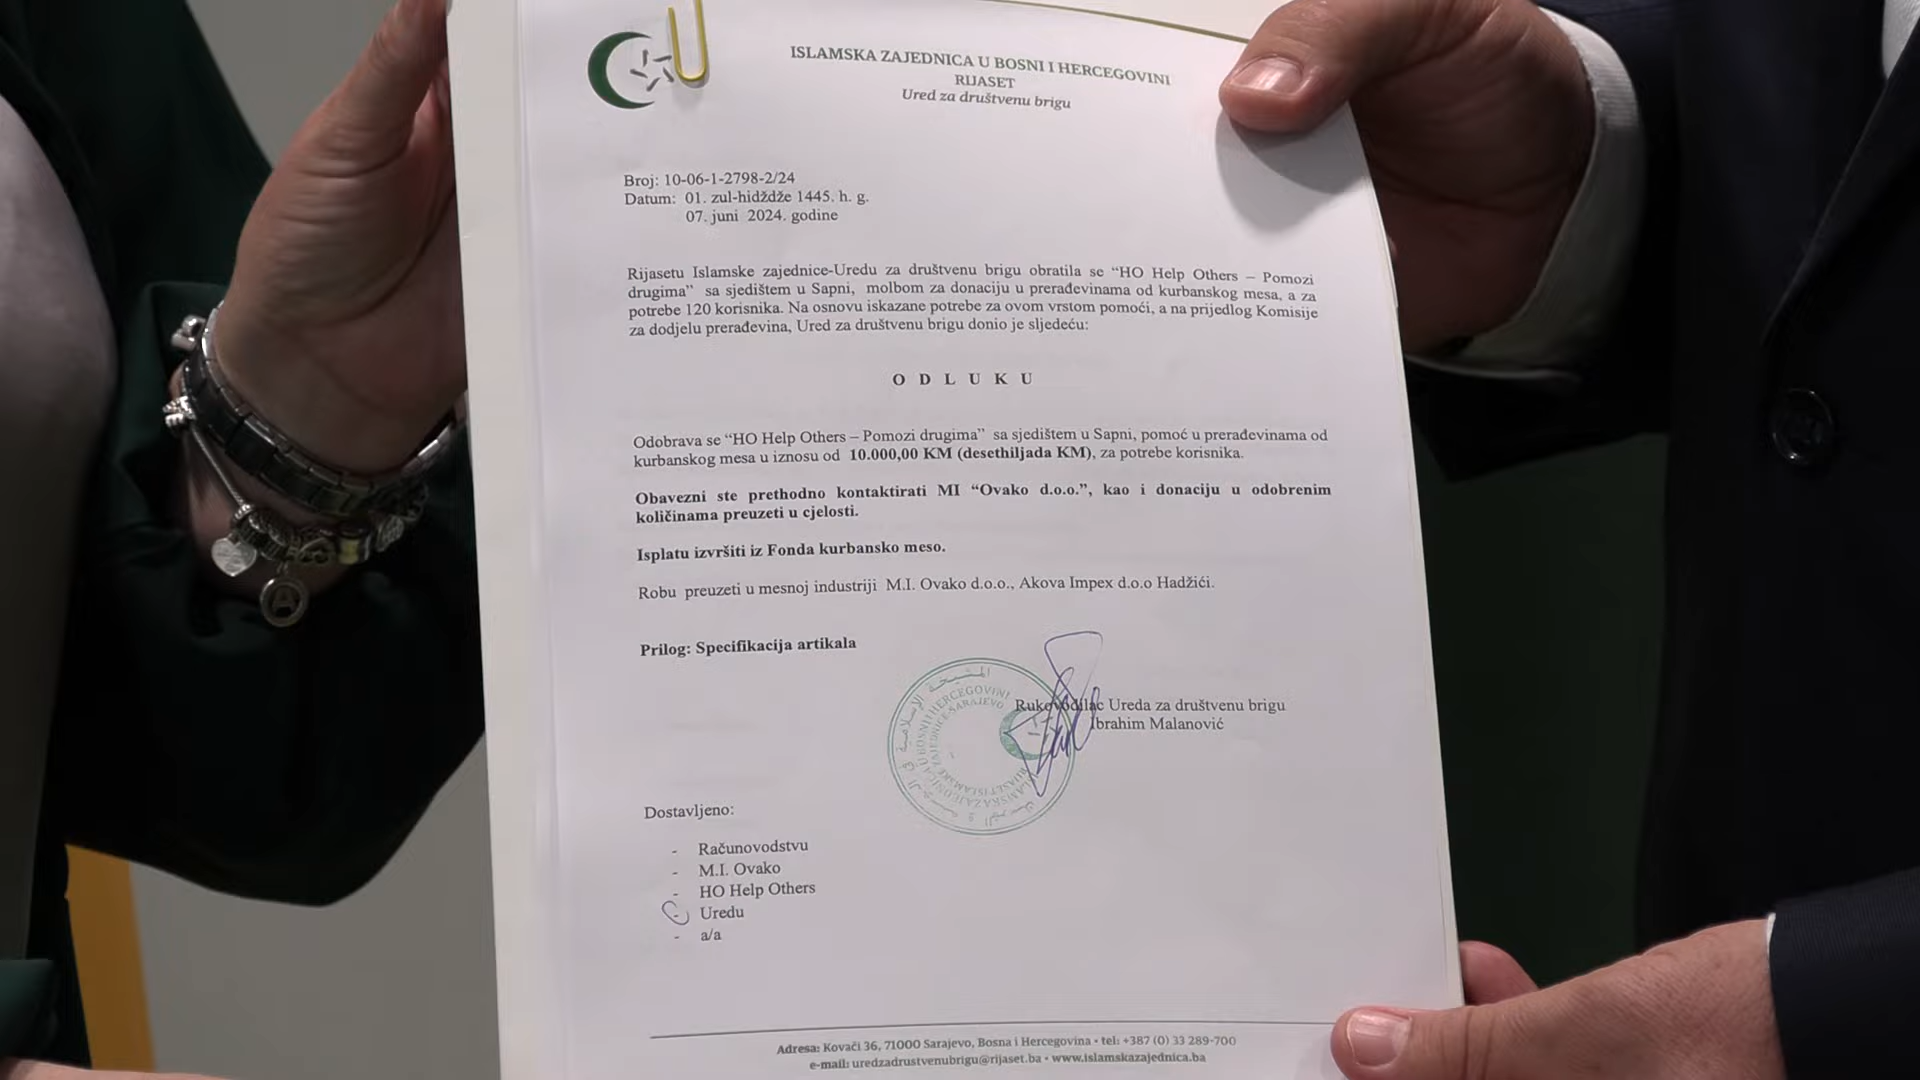 ISLAMSKA ZAJEDNICA U BOSNI I HERCEGOVINI
RIJASET
Ured za društvenu brigu
Broj: 10-06-1-2798-2/24
Datum: 01. zul-hidždže 1445. h. g.
07. juni 2024. godine
Rijasetu Islamske zajednice-Uredu za društvenu brigu obratila se “HO Help Others – Pomozi
drugima” sa sjedištem u Sapni, molbom za donaciju u prerađevinama od kurbanskog mesa, a za
potrebe 120 korisnika. Na osnovu iskazane potrebe za ovom vrstom pomoći, a na prijedlog Komisije
za dodjelu prerađevina, Ured za društvenu brigu donio je sljedeću:
O D L U K U
Odobrava se “HO Help Others – Pomozi drugima” sa sjedištem u Sapni, pomoć u prerađevinama od
kurbanskog mesa u iznosu od 10.000,00 KM (desethiljada KM), za potrebe korisnika.
Obavezni ste prethodno kontaktirati MI “Ovako d.o.o.”, kao i donaciju u odobrenim
količinama preuzeti u cjelosti.
Isplatu izvršiti iz Fonda kurbansko meso.
Robu preuzeti u mesnoj industriji M.I. Ovako d.o.o., Akova Impex d.o.o Hadžići.
Prilog: Specifikacija artikala
Rukovodilac Ureda za društvenu brigu
Ibrahim Malanović
Dostavljeno:
- Računovodstvu
- M.I. Ovako
- HO Help Others
- Uredu
- a/a
Adresa: Kovači 36, 71000 Sarajevo, Bosna i Hercegovina • tel: +387 (0) 33 289-700
e-mail: uredzadrustvenubrigu@rijaset.ba • www.islamskazajednica.ba